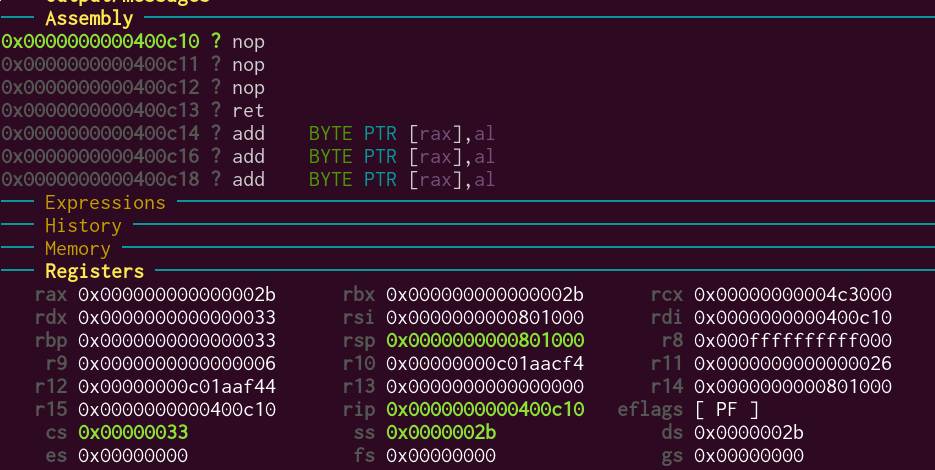 Output/messages
Assembly
0x0000000000400c10 ? nop
0x0000000000400c11 ? nop
0x0000000000400c12 ? nop
0x0000000000400c13 ? ret
0x0000000000400c14 ? add    BYTE PTR [rax],al
0x0000000000400c16 ? add    BYTE PTR [rax],al
0x0000000000400c18 ? add    BYTE PTR [rax],al
Expressions
History
Memory
Registers
rax 0x000000000000002b rbx 0x000000000000002b rcx 0x00000000004c3000
rdx 0x0000000000000033 rsi 0x0000000000801000 rdi 0x0000000000400c10
rbp 0x0000000000000033 rsp 0x0000000000801000 r8 0x000ffffffffff000
r9 0x0000000000000006 r10 0x00000000c01aacf4 r11 0x0000000000000026
r12 0x00000000c01aaf44 r13 0x0000000000000000 r14 0x0000000000801000
r15 0x0000000000400c10 rip 0x0000000000400c10 eflags [ PF ]
cs 0x00000033 ss 0x0000002b ds 0x0000002b
es 0x00000000 fs 0x00000000 gs 0x00000000